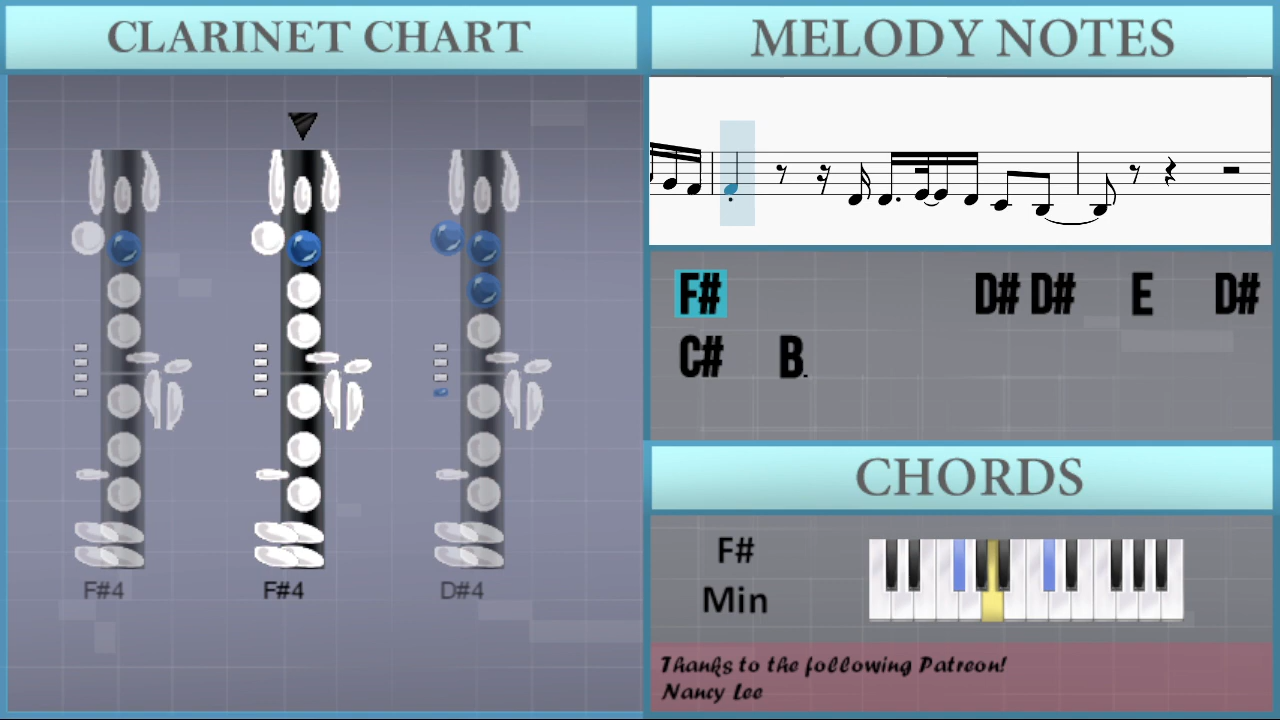 CLARINET CHART
F#4 F#4 D#4
MELODY NOTES
F# D# D# E D#
C# B.
CHORDS
F#
Min
Thanks to the following Patreon!
Nancy Lee